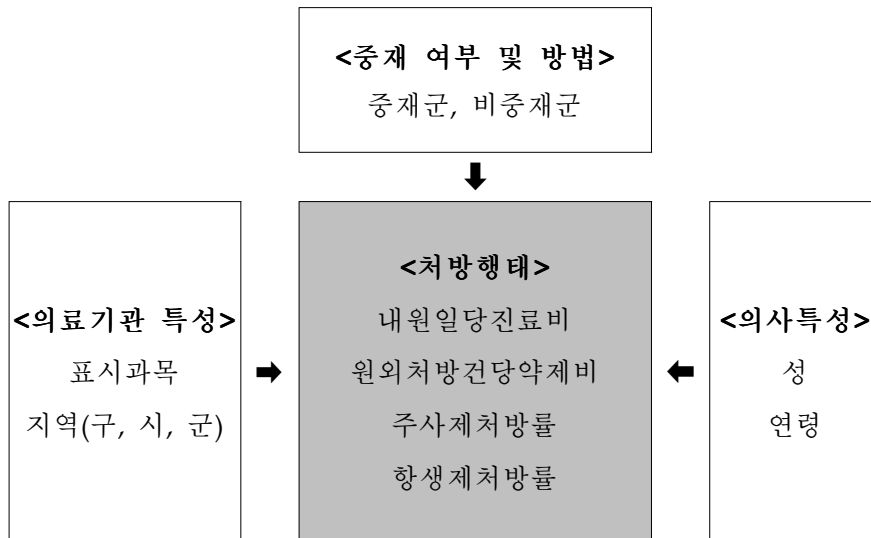 <중재 여부 및 방법>
중재군, 비중재군
<의료기관 특성>
표시과목
지역(구, 시, 군)
<처방행태>
내원일당진료비
원외처방건당약제비
주사제처방률
항생제처방률
<의사특성>
성
연령